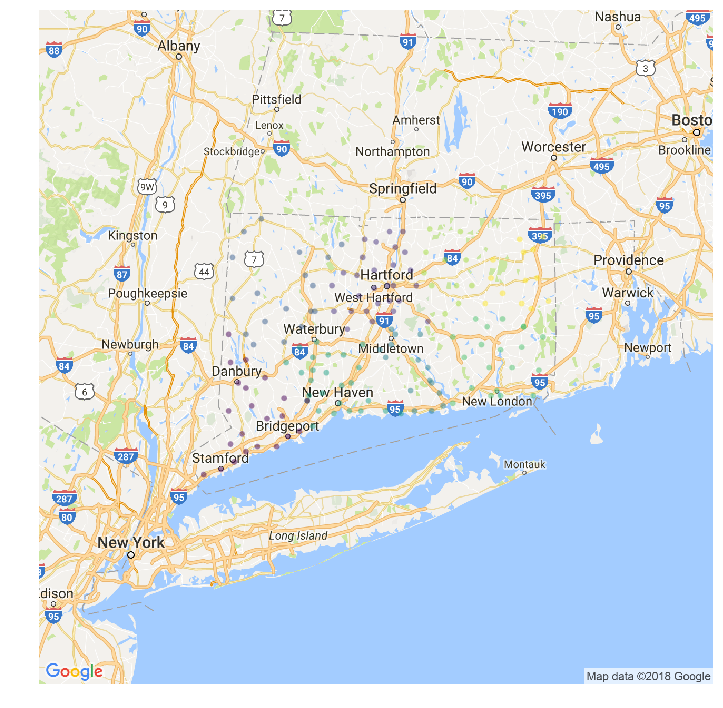 7
Nashua
495
90
Albany
88
91
3
Pittsfield
190
Amherst
Bosto
Lenox
Stockbridge
90
Northampton
Worcester
495
Brookline
9W
9
Springfield
90
395
95
Kingston
7
84
395
44
87
Hartford
Providence
Poughkeepsie
West Hartford
Warwick
91
95
Waterbury
Newburgh
84
84
Middletown
Newport
84
Danbury
95
6
New Haven
95
New London
Bridgeport
287
Stamford
Montauk
287
95
80
New York
Long Island
Edison
95
Google
Map data ©2018 Google